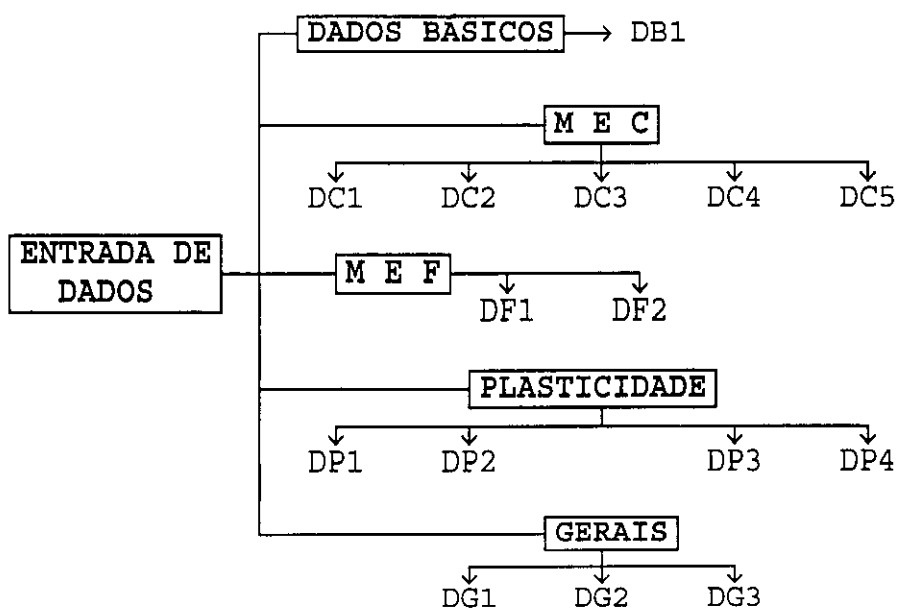 DADOS BASICOS DB1
M E C
DC1 DC2 DC3 DC4 DC5
ENTRADA DE
DADOS
M E F
DF1 DF2
PLASTICIDADE
DP1 DP2 DP3 DP4
GERAIS
DG1 DG2 DG3